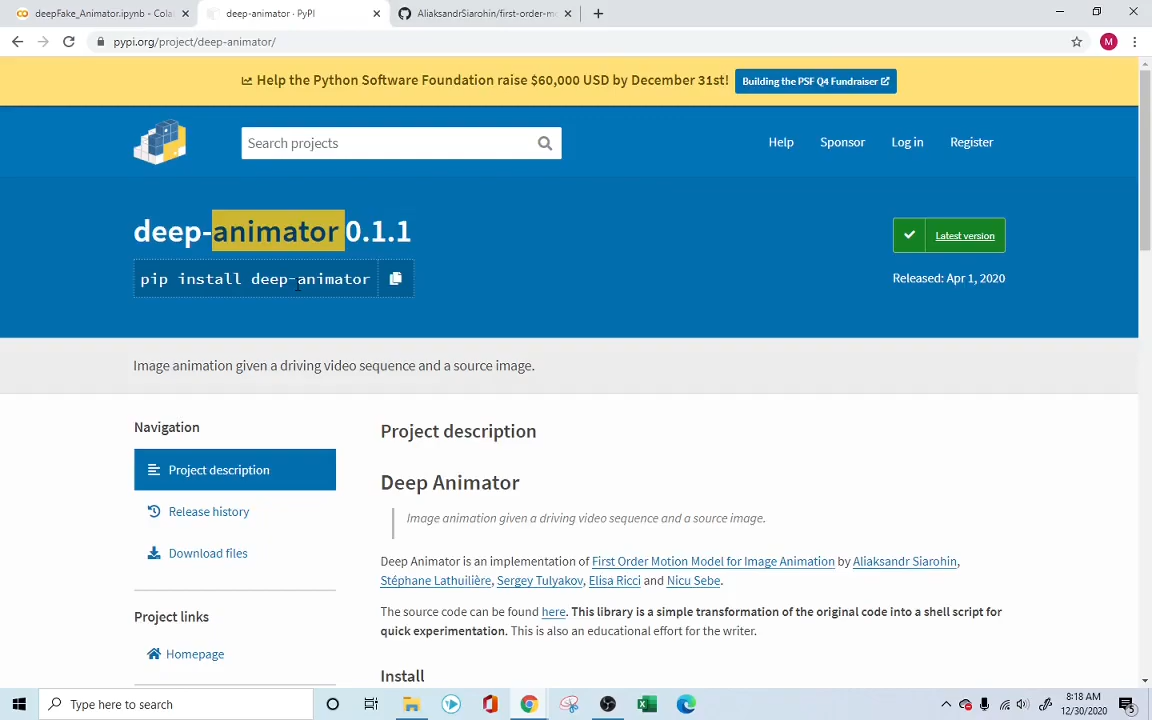 deepFake_Animator.ipynb - Cola
deep-animator · PyPI
AliaksandrSiarohin/first-order-mo
pypi.org/project/deep-animator/
M
Help the Python Software Foundation raise $60,000 USD by December 31st!
Building the PSF Q4 Fundraiser
Search projects
Help
Sponsor
Log in
Register
deep-animator 0.1.1
pip install deep-animator
Latest version
Released: Apr 1, 2020
Image animation given a driving video sequence and a source image.
Navigation
Project description
Release history
Download files
Project links
Homepage
Project description
Deep Animator
Image animation given a driving video sequence and a source image.
Deep Animator is an implementation of First Order Motion Model for Image Animation by Aliaksandr Siarohin,
Stéphane Lathuilière, Sergey Tulyakov, Elisa Ricci and Nicu Sebe.
The source code can be found here. This library is a simple transformation of the original code into a shell script for
quick experimentation. This is also an educational effort for the writer.
Install
Type here to search
8:18 AM
12/30/2020
5